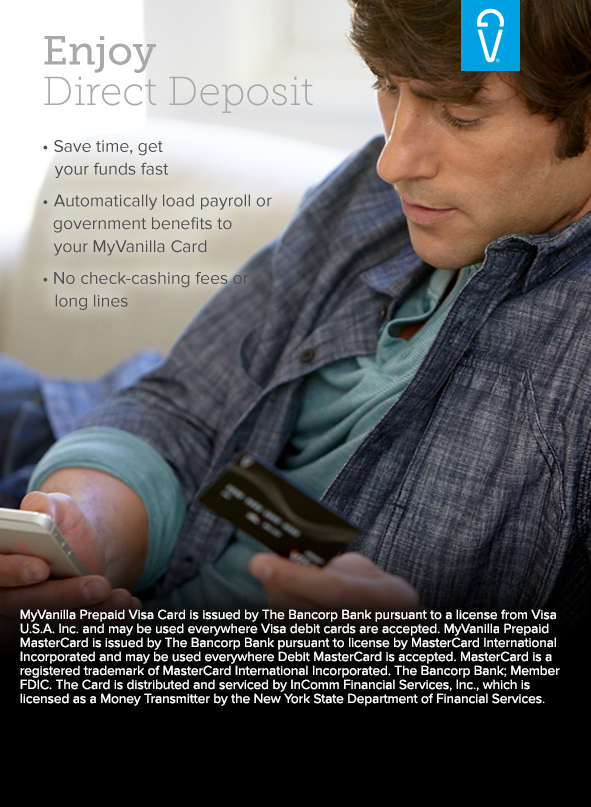 Enjoy
Direct Deposit
• Save time, get
your funds fast
• Automatically load payroll or
government benefits to
your MyVanilla Card
• No check-cashing fees or
long lines
MyVanilla Prepaid Visa Card is issued by The Bancorp Bank pursuant to a license from Visa
U.S.A. Inc. and may be used everywhere Visa debit cards are accepted. MyVanilla Prepaid
MasterCard is issued by The Bancorp Bank pursuant to license by MasterCard International
Incorporated and may be used everywhere Debit MasterCard is accepted. MasterCard is a
registered trademark of MasterCard International Incorporated. The Bancorp Bank; Member
FDIC. The Card is distributed and serviced by InComm Financial Services, Inc., which is
licensed as a Money Transmitter by the New York State Department of Financial Services.